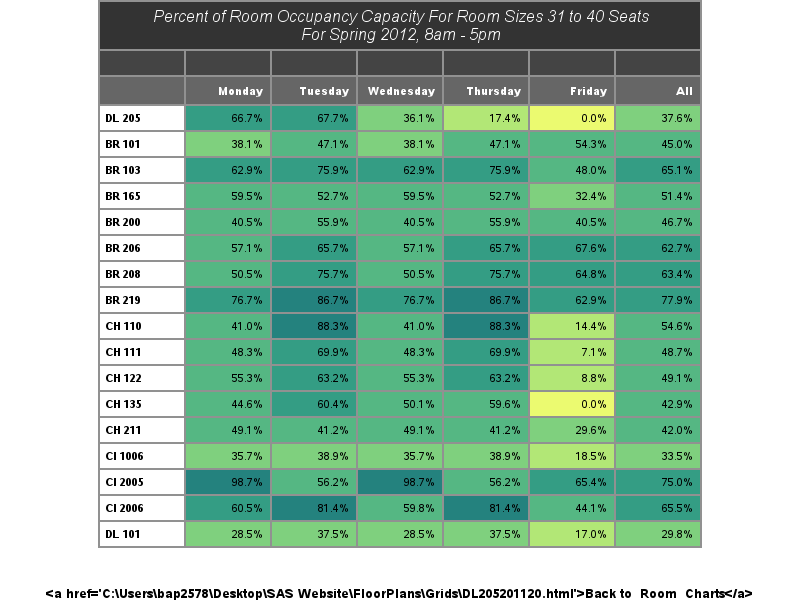 Percent of Room Occupancy Capacity For Room Sizes 31 to 40 Seats
For Spring 2012, 8am - 5pm
Monday Tuesday Wednesday Thursday Friday All
DL 205 66.7% 67.7% 36.1% 17.4% 0.0% 37.6%
BR 101 38.1% 47.1% 38.1% 47.1% 54.3% 45.0%
BR 103 62.9% 75.9% 62.9% 75.9% 48.0% 65.1%
BR 165 59.5% 52.7% 59.5% 52.7% 32.4% 51.4%
BR 200 40.5% 55.9% 40.5% 55.9% 40.5% 46.7%
BR 206 57.1% 65.7% 57.1% 65.7% 67.6% 62.7%
BR 208 50.5% 75.7% 50.5% 75.7% 64.8% 63.4%
BR 219 76.7% 86.7% 76.7% 86.7% 62.9% 77.9%
CH 110 41.0% 88.3% 41.0% 88.3% 14.4% 54.6%
CH 111 48.3% 69.9% 48.3% 69.9% 7.1% 48.7%
CH 122 55.3% 63.2% 55.3% 63.2% 8.8% 49.1%
CH 135 44.6% 60.4% 50.1% 59.6% 0.0% 42.9%
CH 211 49.1% 41.2% 49.1% 41.2% 29.6% 42.0%
CI 1006 35.7% 38.9% 35.7% 38.9% 18.5% 33.5%
CI 2005 98.7% 56.2% 98.7% 56.2% 65.4% 75.0%
CI 2006 60.5% 81.4% 59.8% 81.4% 44.1% 65.5%
DL 101 28.5% 37.5% 28.5% 37.5% 17.0% 29.8%
<a href='C:\Users\bap2578\Desktop\SAS Website\FloorPlans\Grids\DL205201120.html'>Back to Room Charts</a>